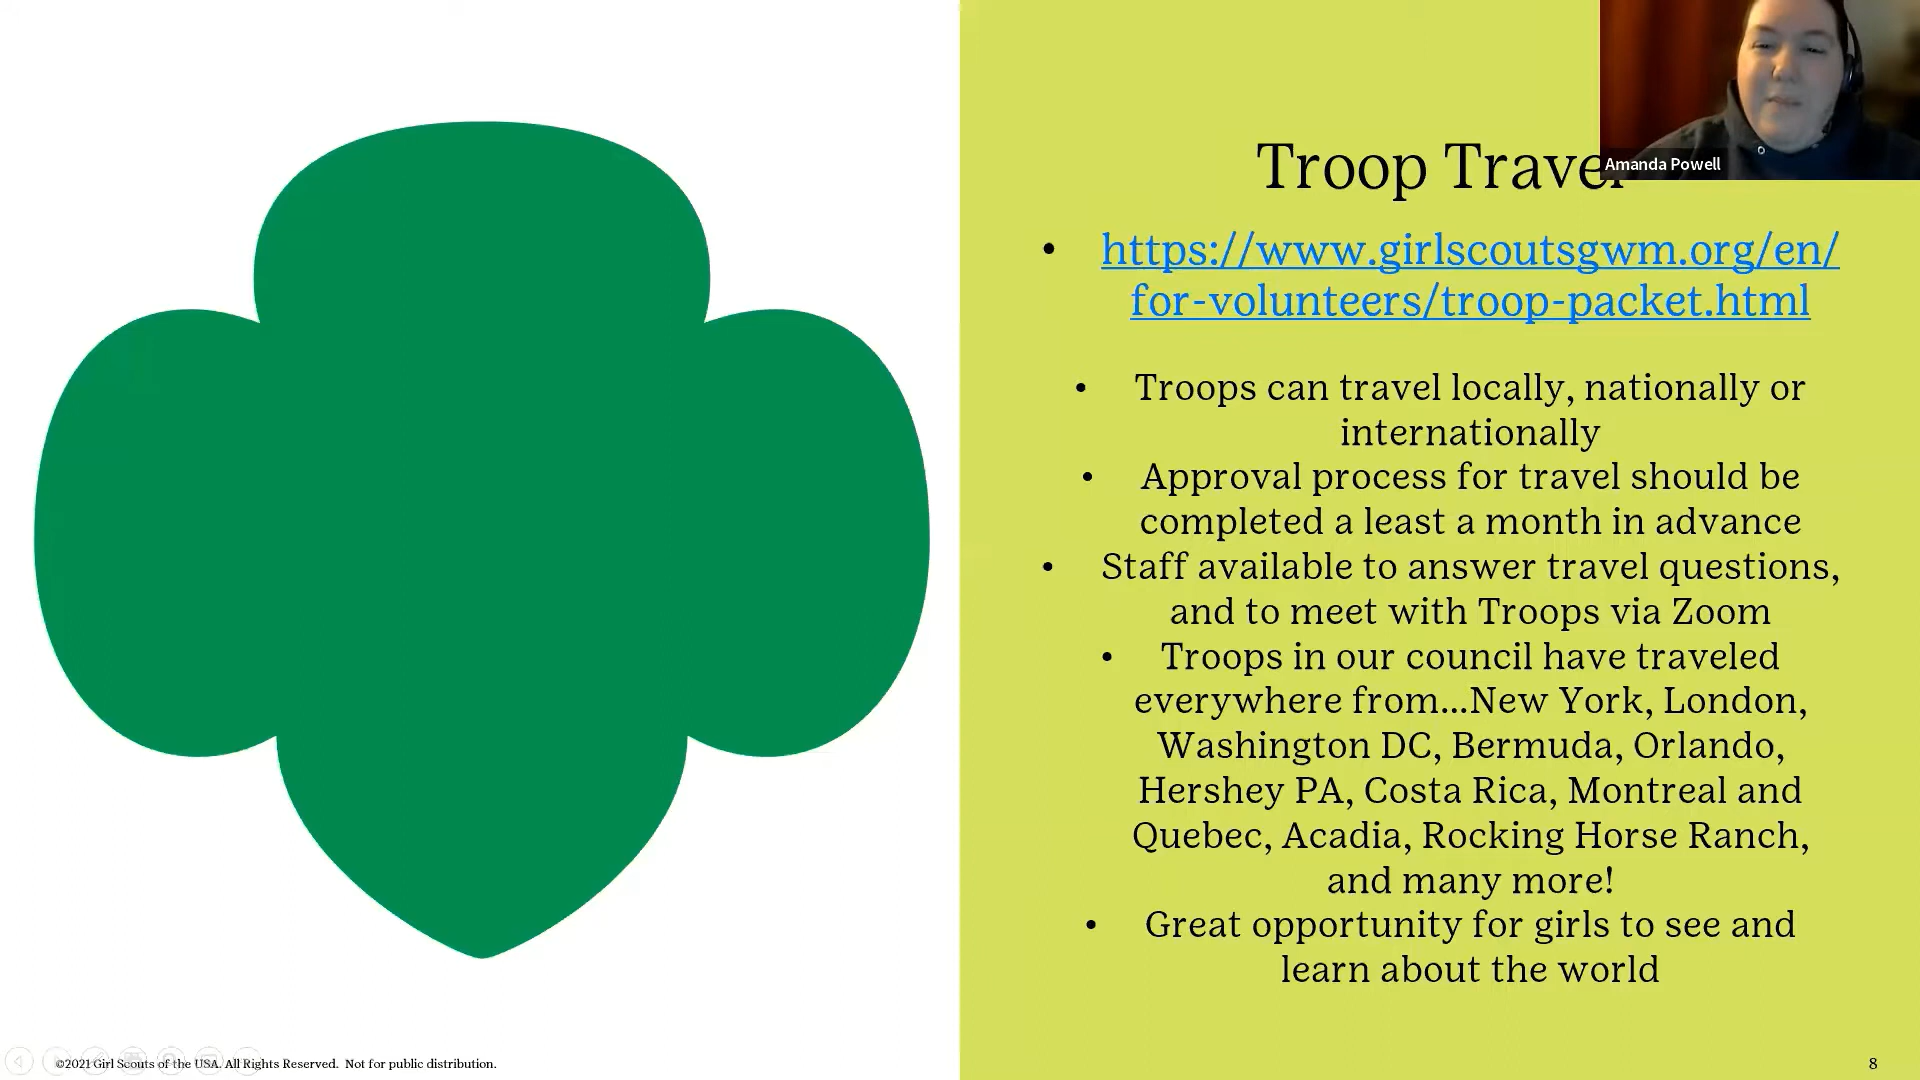 Troop Travel
Amanda Powell
• https://www.girlscoutsgwm.org/en/
for-volunteers/troop-packet.html
• Troops can travel locally, nationally or
internationally
• Approval process for travel should be
completed a least a month in advance
• Staff available to answer travel questions,
and to meet with Troops via Zoom
• Troops in our council have traveled
everywhere from...New York, London,
Washington DC, Bermuda, Orlando,
Hershey PA, Costa Rica, Montreal and
Quebec, Acadia, Rocking Horse Ranch,
and many more!
• Great opportunity for girls to see and
learn about the world
©2021 Girl Scouts of the USA. All Rights Reserved. Not for public distribution.
8